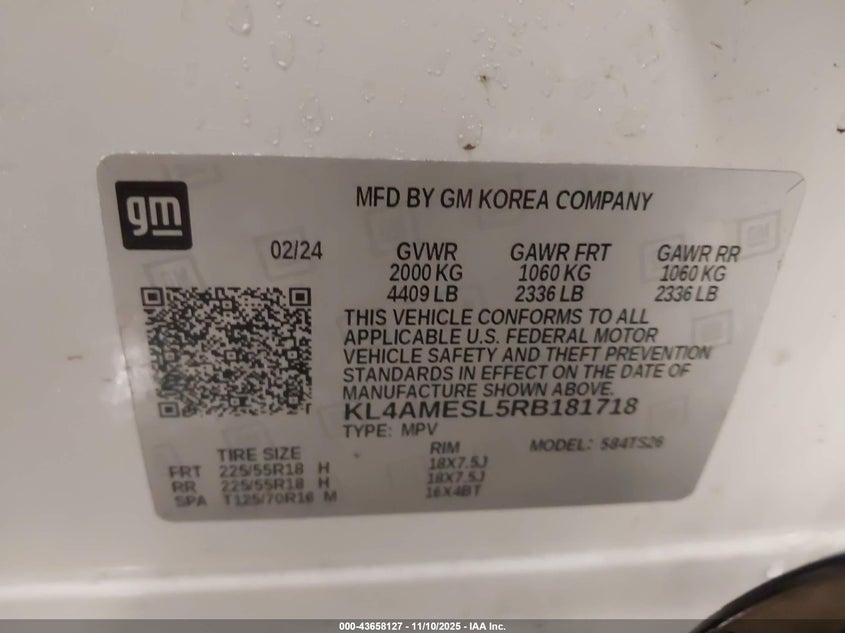 gm
MFD BY GM KOREA COMPANY
02/24
GVWR GAWR FRT GAWR RR
2000 KG 1060 KG 1060 KG
4409 LB 2336 LB 2336 LB
THIS VEHICLE CONFORMS TO ALL
APPLICABLE U.S. FEDERAL MOTOR
VEHICLE SAFETY AND THEFT PREVENTION
STANDARDS IN EFFECT ON THE DATE OF
MANUFACTURE SHOWN ABOVE.
KL4AMESL5RB181718
TYPE: MPV MODEL: 584TS26
TIRE SIZE RIM
FRT 225/55R18 H 18X7.5J
RR 225/55R18 H 18X7.5J
SPA T125/70R16 M 16X4BT
000-43658127 - 11/10/2025 - IAA Inc.